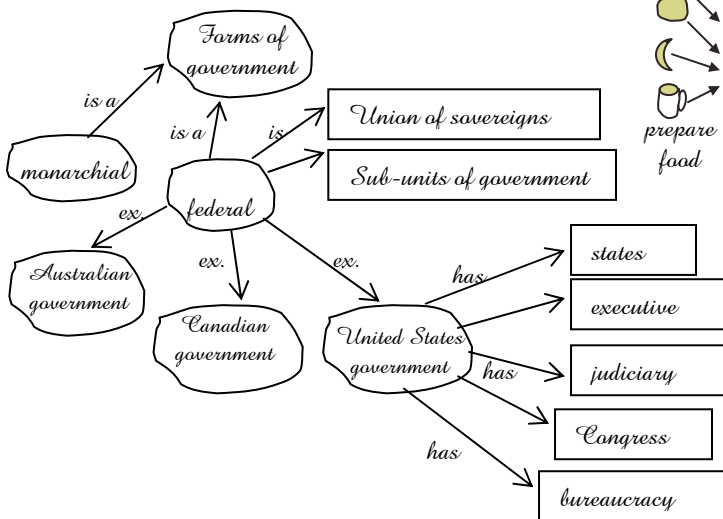 Forms of
government
is a
monarchial
is a
is
Union of sovereigns
Sub-units of government
federal
prepare
food
ex.
Australian
government
ex.
Canadian
government
ex.
United States
government
has
states
executive
has
judiciary
Congress
has
bureaucracy